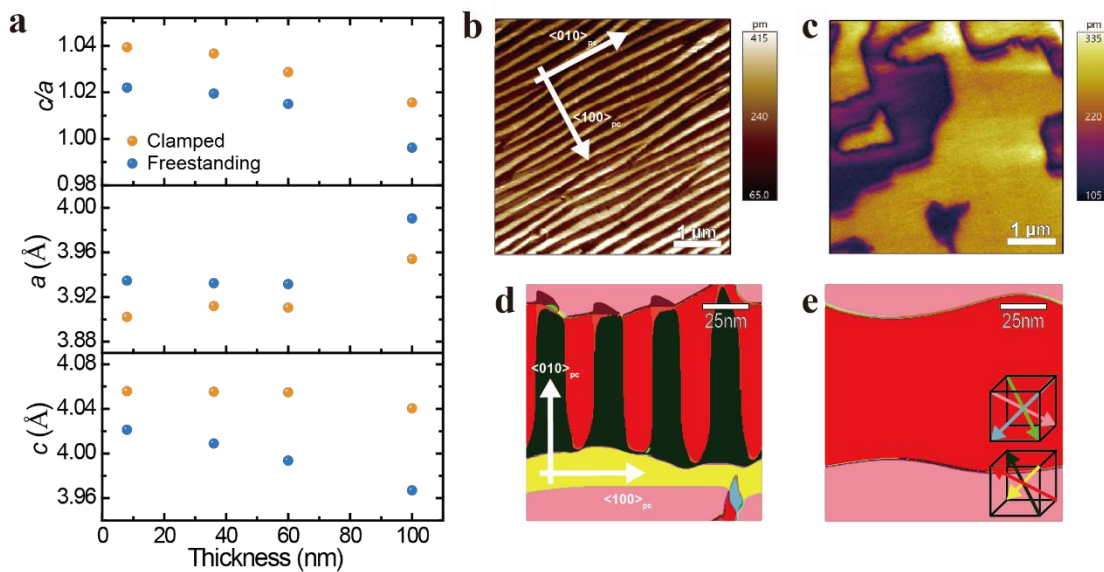 a
1.04
1.02
1.00
0.98
c/a
Clamped
Freestanding
4.00
3.96
3.92
3.88
a (Å)
4.08
4.04
4.00
3.96
c (Å)
0 20 40 60 80 100
Thickness (nm)
b
<010>pc
<100>pc
1 µm
pm
415
240
65.0
c
1 µm
pm
335
220
105
d
25nm
<010>pc
<100>pc
e
25nm